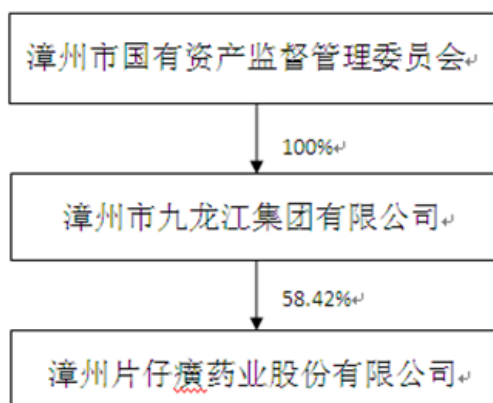 漳州市国有资产监督管理委员会
100%
漳州市九龙江集团有限公司
58.42%
漳州片仔癀药业股份有限公司